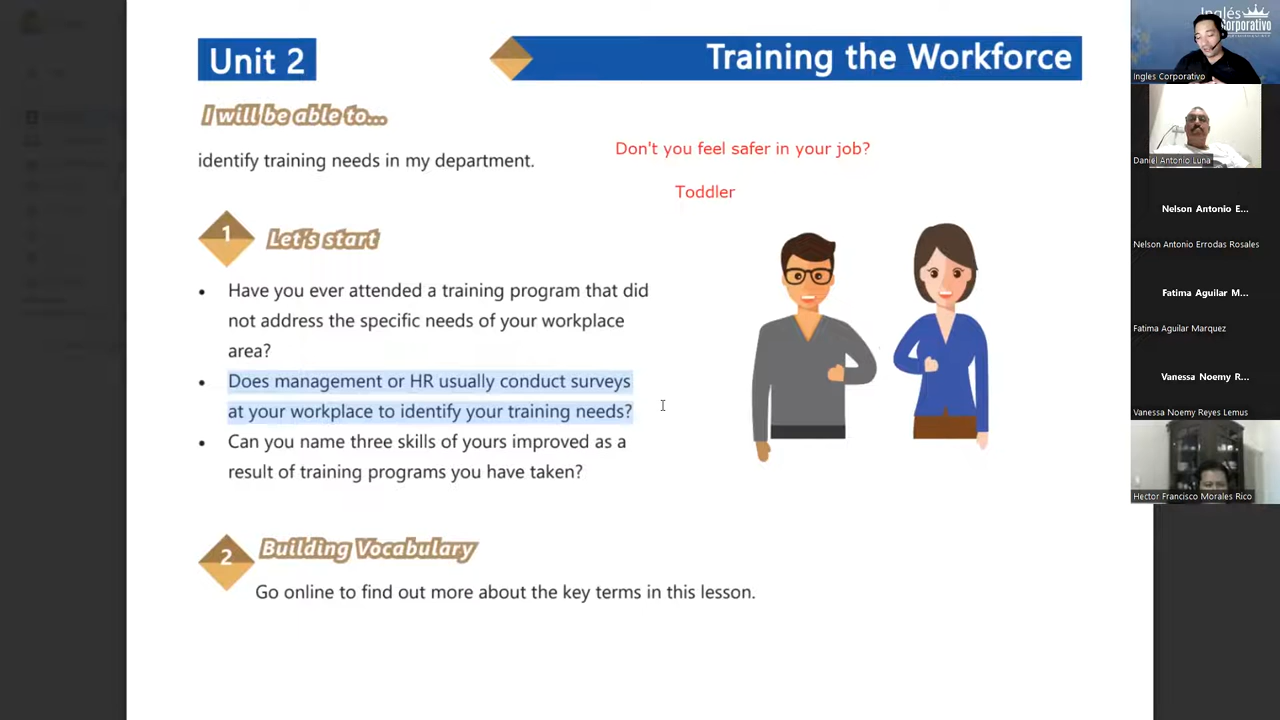 Unit 2
Training the Workforce
I will be able to...
identify training needs in my department.
Don't you feel safer in your job?
Toddler
1
Let's start
• Have you ever attended a training program that did
not address the specific needs of your workplace
area?
• Does management or HR usually conduct surveys
at your workplace to identify your training needs?
• Can you name three skills of yours improved as a
result of training programs you have taken?
2
Building Vocabulary
Go online to find out more about the key terms in this lesson.
Inglés
Corporativo
Ingles Corporativo
Daniel Antonio Luna
Nelson Antonio E...
Nelson Antonio Errodas Rosales
Fatima Aguilar M...
Fatima Aguilar Marquez
Vanessa Noemy R...
Vanessa Noemy Reyes Lemus
Hector Francisco Morales Rico